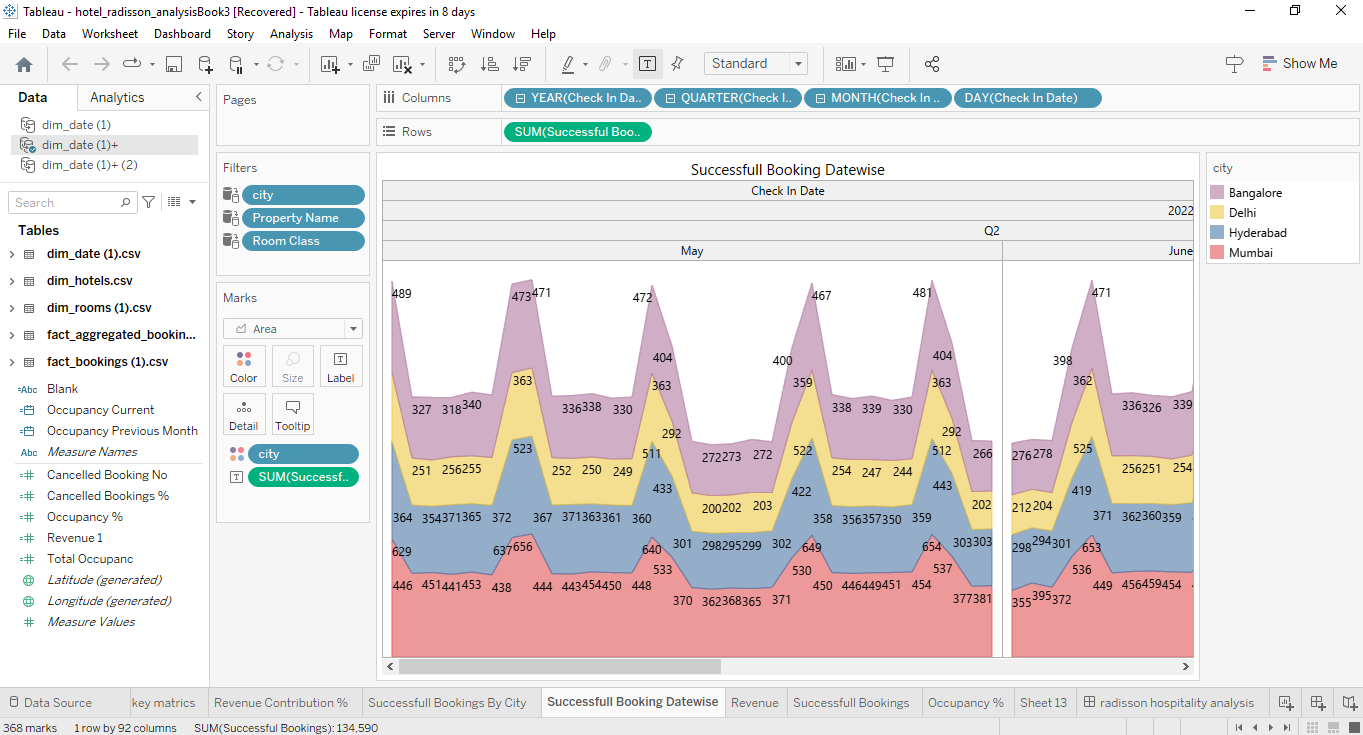 Tableau - hotel_radisson_analysisBook3 [Recovered] - Tableau license expires in 8 days
File Data Worksheet Dashboard Story Analysis Map Format Server Window Help
Standard
Show Me
Data Analytics
dim_date (1)
dim_date (1)+
dim_date (1)+ (2)
Search
Tables
dim_date (1).csv
dim_hotels.csv
dim_rooms (1).csv
fact_aggregated_bookin...
fact_bookings (1).csv
Abc Blank
Occupancy Current
Occupancy Previous Month
Abc Measure Names
Cancelled Booking No
Cancelled Bookings %
Occupancy %
Revenue 1
Total Occupanc
Latitude (generated)
Longitude (generated)
Measure Values
Pages
Filters
city
Property Name
Room Class
Marks
Area
Color Size Label
Detail Tooltip
city
SUM(Successf..
Columns YEAR(Check In Da.. QUARTER(Check I.. MONTH(Check In .. DAY(Check In Date)
Rows SUM(Successful Boo..
Successfull Booking Datewise
Check In Date
2022
Q2
May June
489 473 471 472 467 481 471
404 400 404 398
327 318 340 336 338 330 338 339 330 336 326 339
272 273 272 266 276 278
363 363 359 363 362
292 292
251 256 255 252 250 249 254 247 244 256 251 254
200 202 203 202 212 204
523 511 522 512 525
433 422 443 419
364 354 371 365 372 367 371 363 361 360 358 356 357 350 359 371 362 360 359
301 298 295 299 302 303 303 298 294 301
629 637 656 640 649 654 653
533 530 537 536
446 451 441 453 438 444 443 454 450 448 450 446 449 451 454 449 456 459 454
370 362 368 365 371 377 381 355 395 372
city
Bangalore
Delhi
Hyderabad
Mumbai
Data Source key matrics Revenue Contribution % Successfull Bookings By City Successfull Booking Datewise Revenue Successfull Bookings Occupancy % Sheet 13 radisson hospitality analysis
368 marks 1 row by 92 columns SUM(Successful Bookings): 134,590